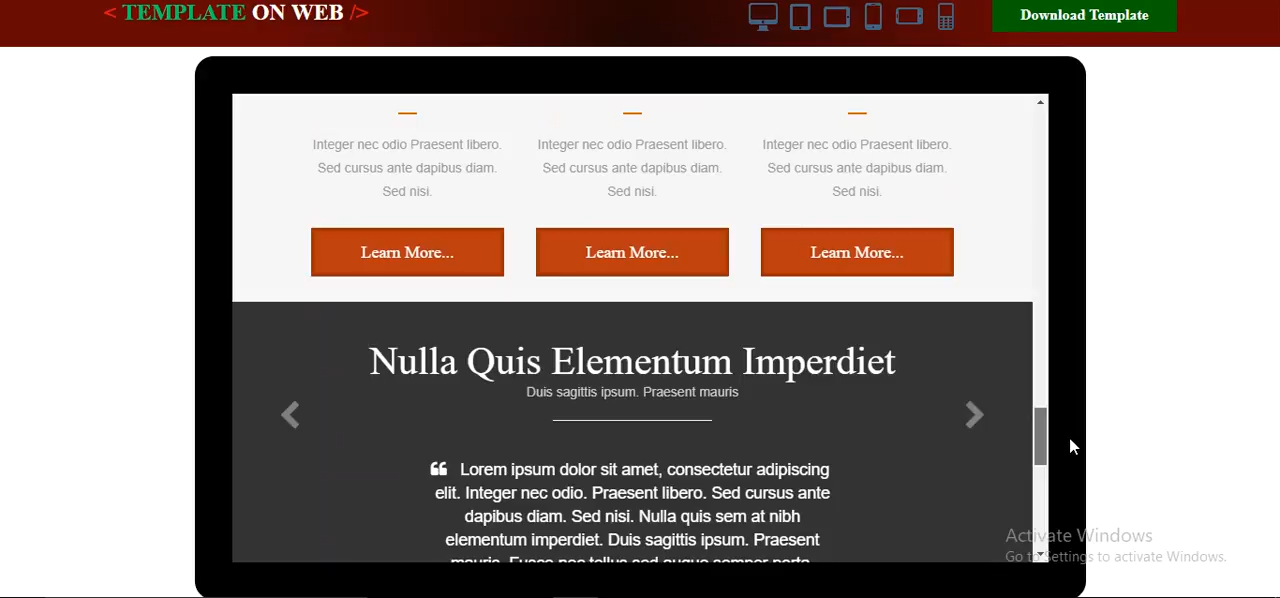 < TEMPLATE ON WEB />
Download Template
Integer nec odio Praesent libero.
Sed cursus ante dapibus diam.
Sed nisi.
Integer nec odio Praesent libero.
Sed cursus ante dapibus diam.
Sed nisi.
Integer nec odio Praesent libero.
Sed cursus ante dapibus diam.
Sed nisi.
Learn More...
Learn More...
Learn More...
Nulla Quis Elementum Imperdiet
Duis sagittis ipsum. Praesent mauris
❝ Lorem ipsum dolor sit amet, consectetur adipiscing
elit. Integer nec odio. Praesent libero. Sed cursus ante
dapibus diam. Sed nisi. Nulla quis sem at nibh
elementum imperdiet. Duis sagittis ipsum. Praesent
mauris. Fusce nec tellus sed augue semper porta.
Activate Windows
Go to Settings to activate Windows.